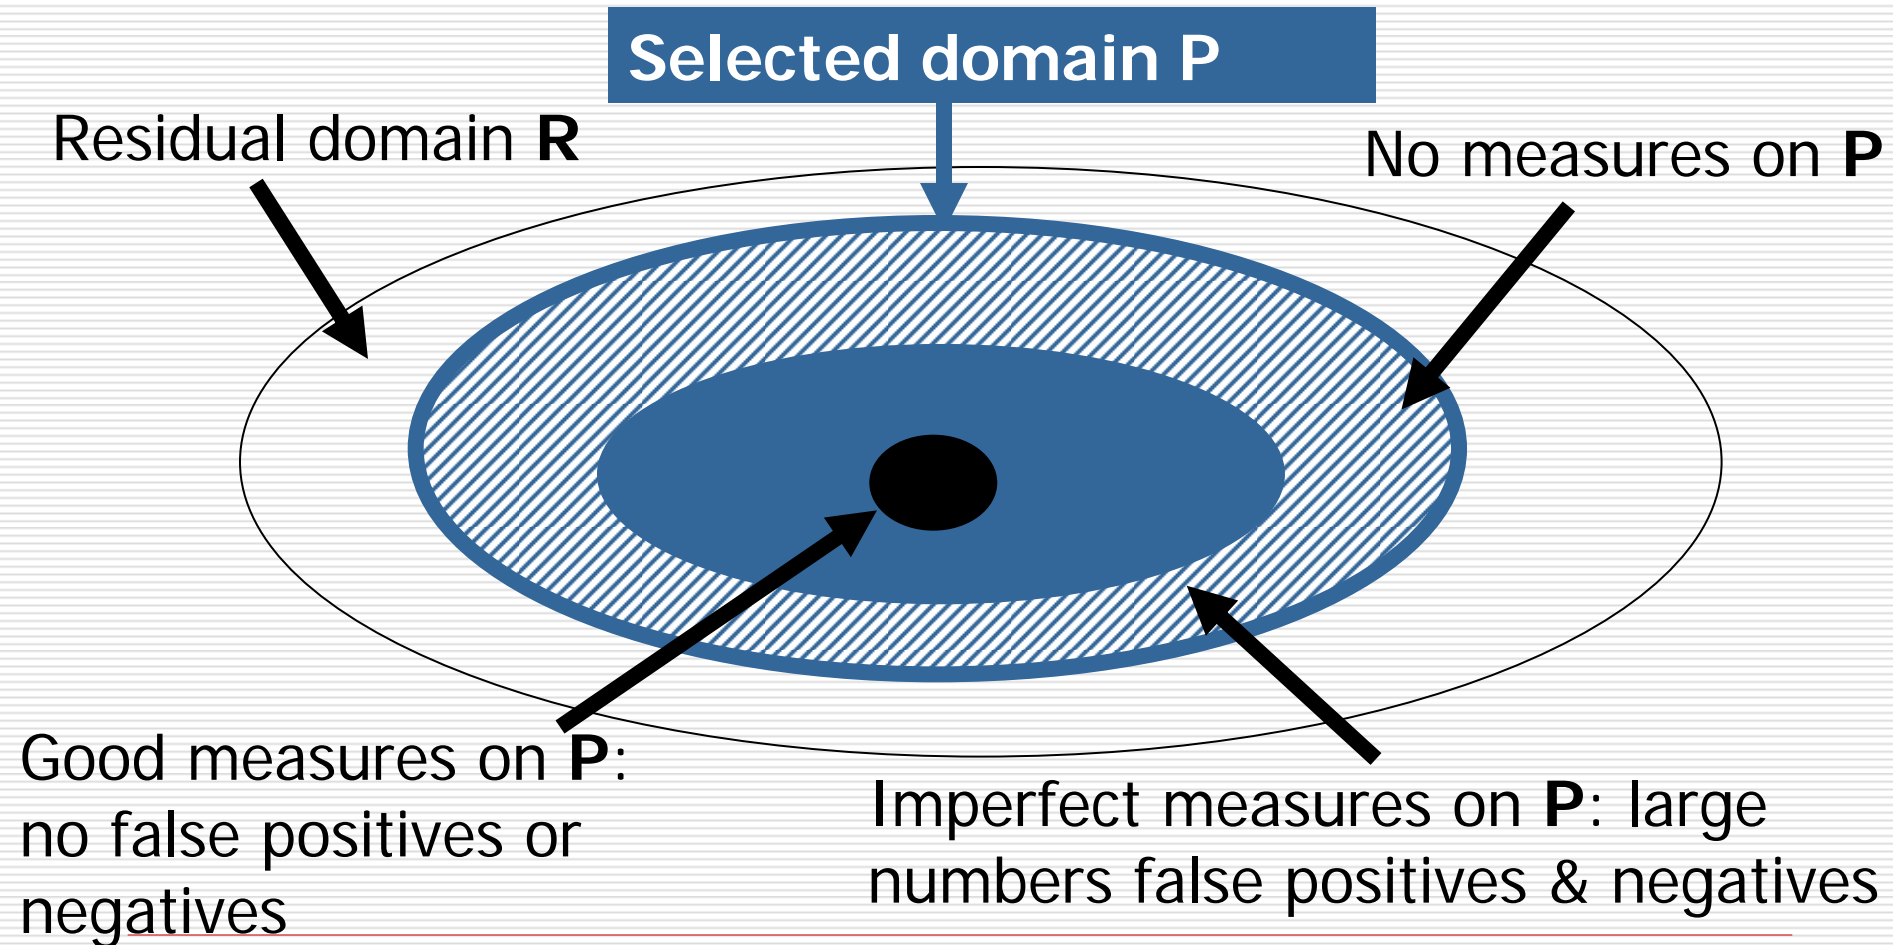 Selected domain P
Residual domain R
No measures on P
Good measures on P:
no false positives or
negatives
Imperfect measures on P: large
numbers false positives & negatives